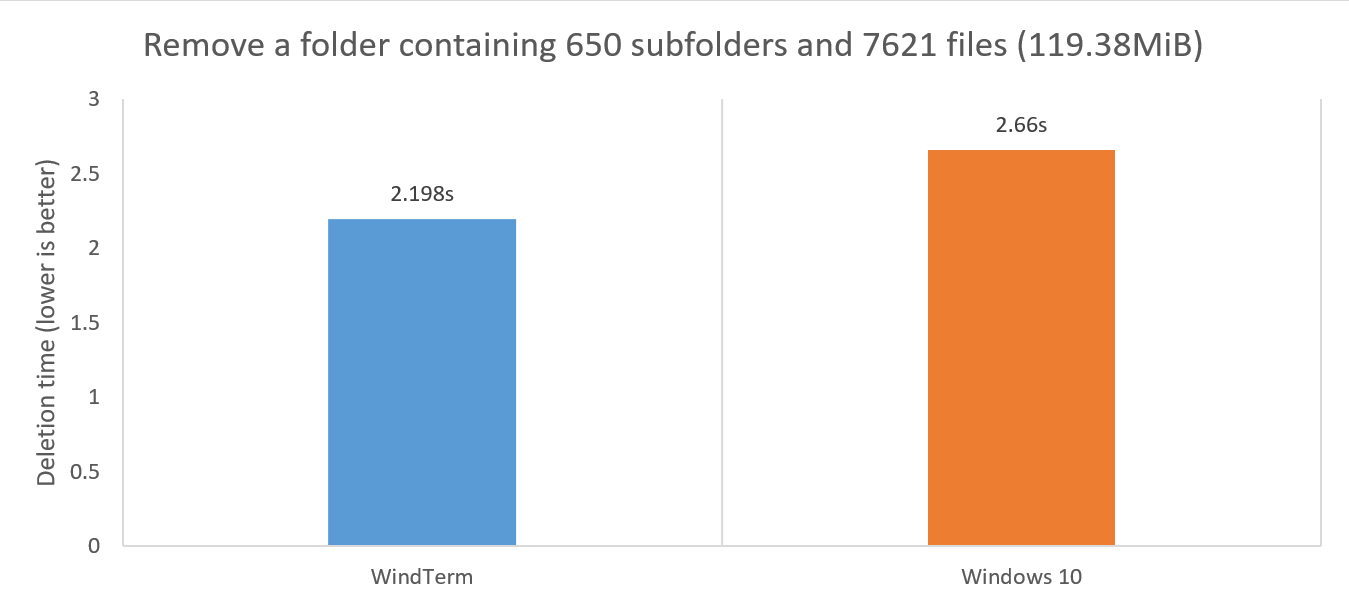 Remove a folder containing 650 subfolders and 7621 files (119.38MiB)
Deletion time (lower is better)
3
2.5
2
1.5
1
0.5
0
2.198s
2.66s
WindTerm
Windows 10